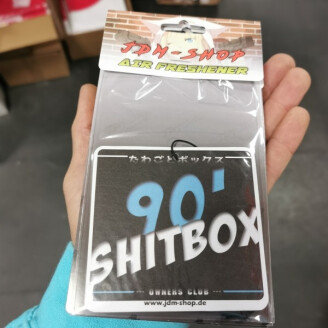 JDM-SHOP
AIR FRESHENER
たわごとボックス
90'
SHITBOX
OWNERS CLUB
www.jdm-shop.de